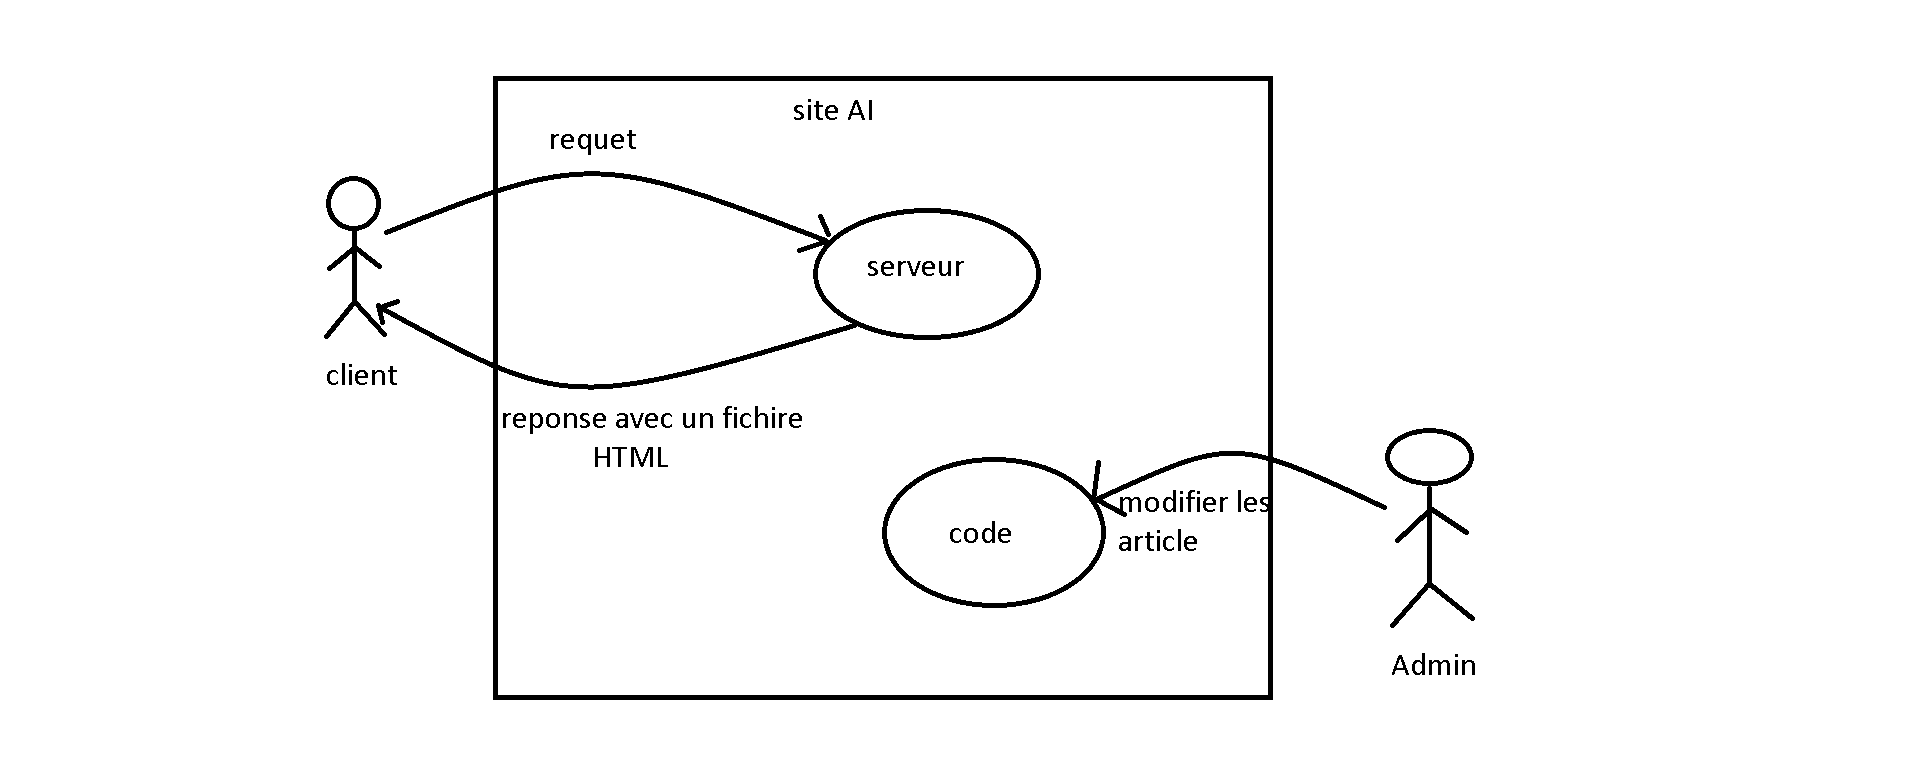 site AI
requet
serveur
client
reponse avec un fichire
HTML
modifier les
article
code
Admin